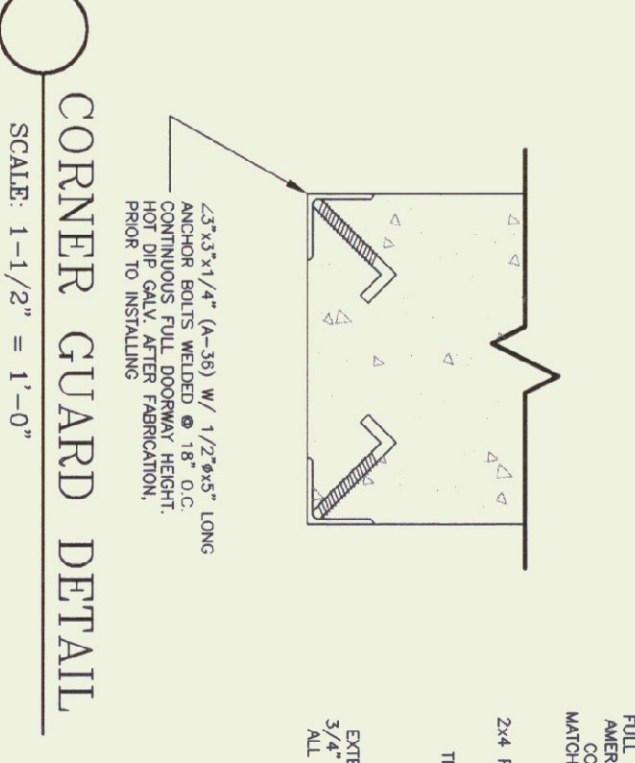 ∠3"x3"x1/4" (A-36) W/ 1/2"øx5" LONG
ANCHOR BOLTS WELDED @ 18" O.C.
CONTINUOUS FULL DOORWAY HEIGHT.
HOT DIP GALV. AFTER FABRICATION,
PRIOR TO INSTALLING
CORNER GUARD DETAIL
SCALE: 1-1/2" = 1'-0"
FULL
AMER
CO
MATCH
2x4 F
TI
EXTE
3/4"
ALL